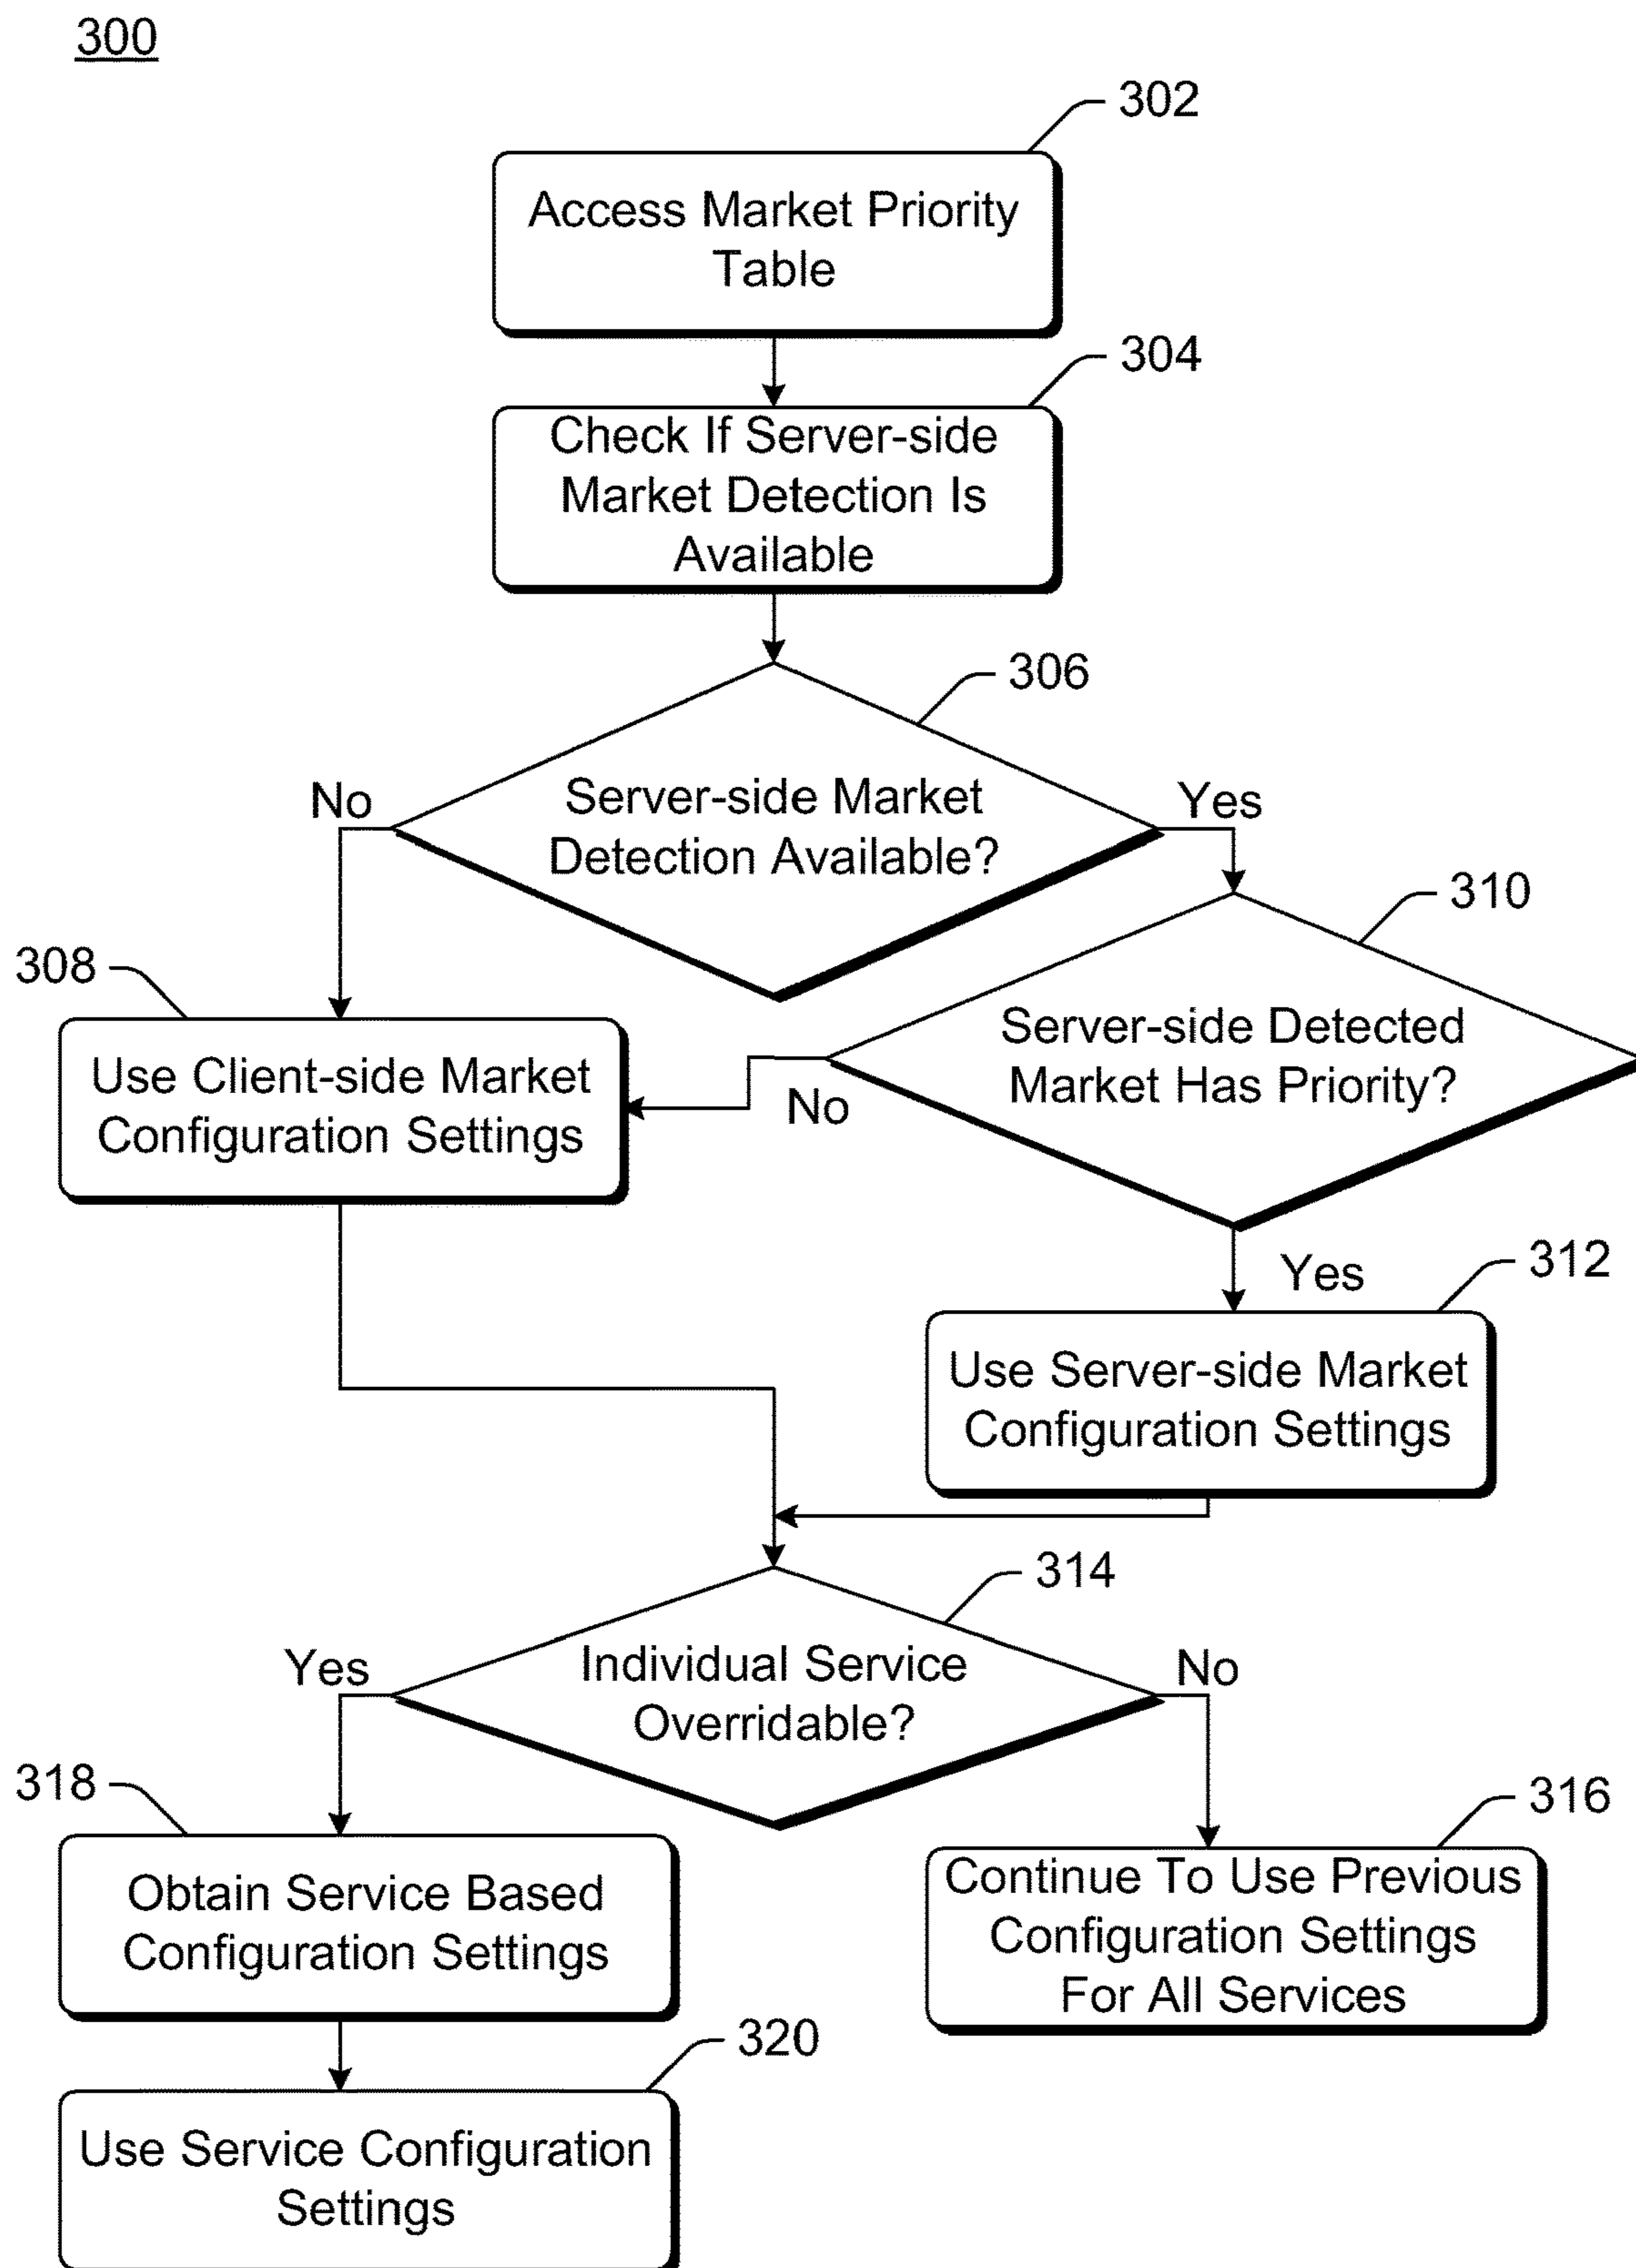 300
302
Access Market Priority
Table
304
Check If Server-side
Market Detection Is
Available
306
No
Server-side Market
Detection Available?
Yes
310
308
Server-side Detected
Market Has Priority?
Use Client-side Market
Configuration Settings
No
Yes
312
Use Server-side Market
Configuration Settings
314
Yes
Individual Service
Overridable?
No
318
316
Obtain Service Based
Configuration Settings
Continue To Use Previous
Configuration Settings
For All Services
320
Use Service Configuration
Settings